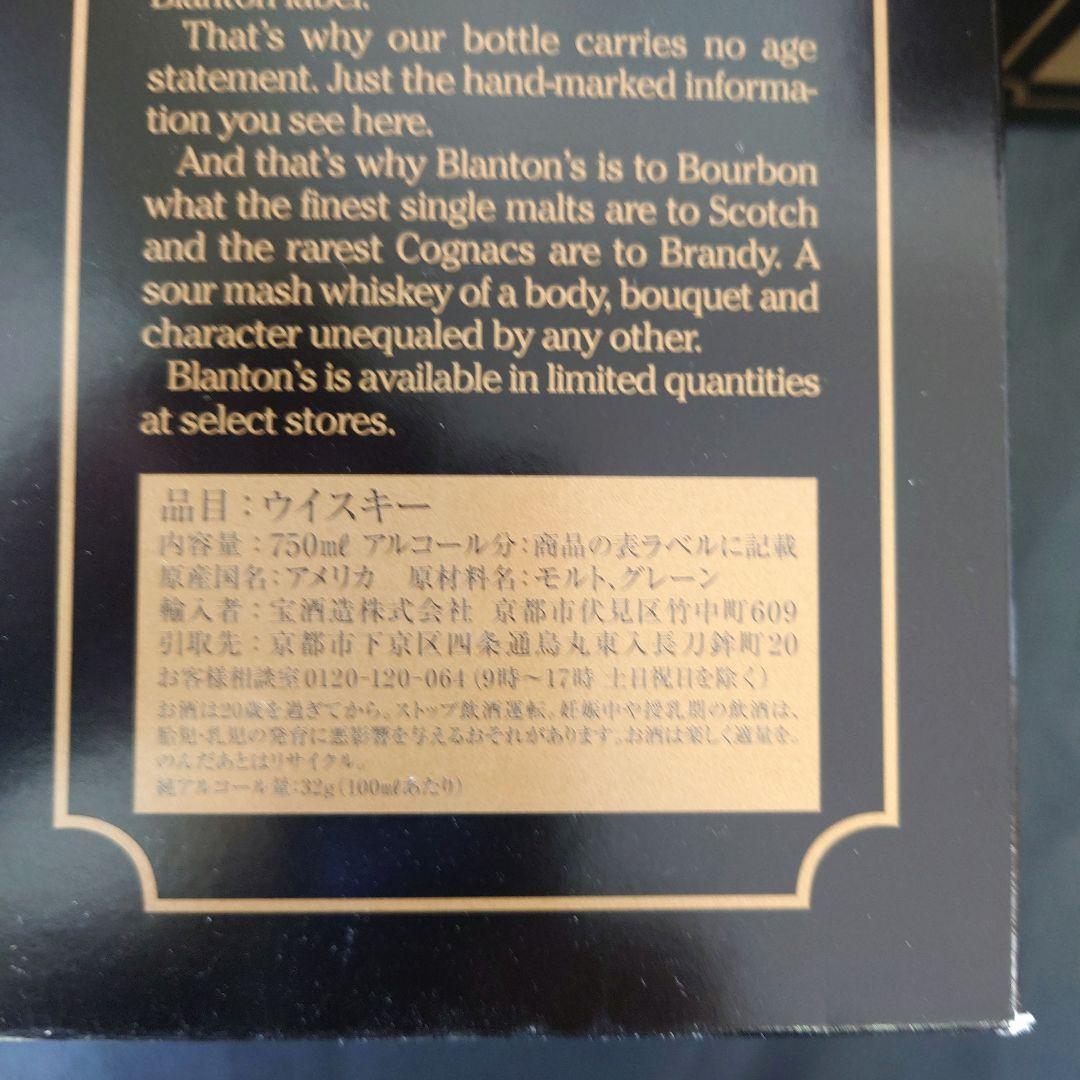 Blanton label.
That's why our bottle carries no age
statement. Just the hand-marked informa-
tion you see here.
And that's why Blanton's is to Bourbon
what the finest single malts are to Scotch
and the rarest Cognacs are to Brandy. A
sour mash whiskey of a body, bouquet and
character unequaled by any other.
Blanton's is available in limited quantities
at select stores.
品目:ウイスキー
内容量:750mℓ アルコール分:商品の表ラベルに記載
原産国名:アメリカ 原材料名:モルト、グレーン
輸入者:宝酒造株式会社 京都市伏見区竹中町609
引取先:京都市下京区四条通烏丸東入長刀鉾町20
お客様相談室0120-120-064(9時~17時 土日祝日を除く)
お酒は20歳を過ぎてから。ストップ飲酒運転。妊娠中や授乳期の飲酒は、
胎児・乳児の発育に悪影響を与えるおそれがあります。お酒は楽しく適量を。
のんだあとはリサイクル。
純アルコール量:32g(100mℓあたり)